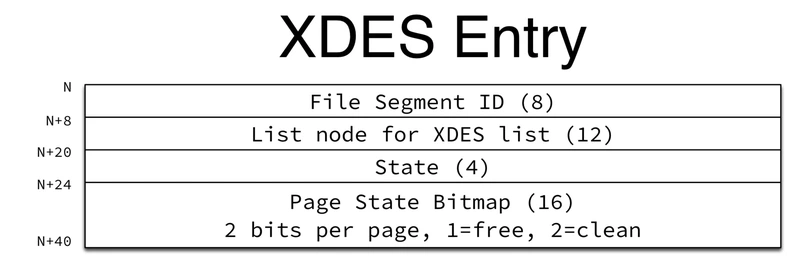 XDES Entry
N
File Segment ID (8)
N+8
List node for XDES list (12)
N+20
State (4)
N+24
Page State Bitmap (16)
2 bits per page, 1=free, 2=clean
N+40